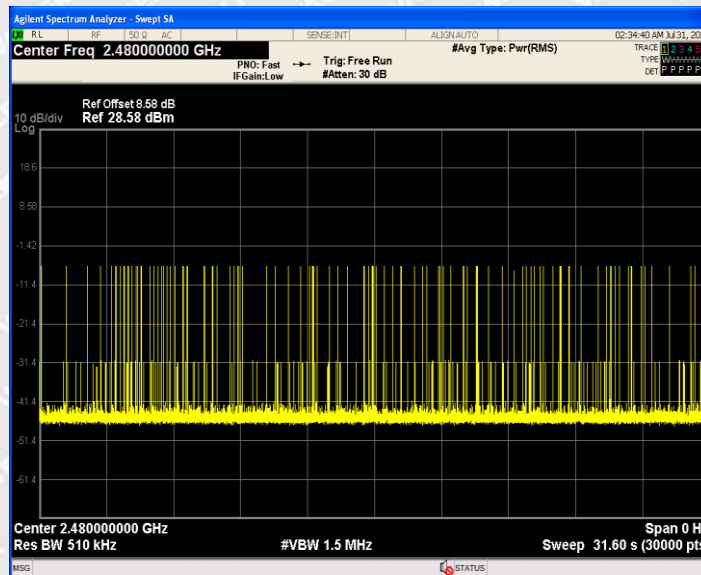 Agilent Spectrum Analyzer - Swept SA
RL RF 50 Ω AC SENSE:INT ALIGN AUTO 02:34:40 AM Jul 31, 20
Center Freq 2.480000000 GHz
PNO: Fast
IFGain:Low
Trig: Free Run
#Atten: 30 dB
#Avg Type: Pwr(RMS)
TRACE 1 2 3 4 5
TYPE W
DET P P P P P
10 dB/div
Log
Ref Offset 8.58 dB
Ref 28.58 dBm
18.6
8.58
-1.42
-11.4
-21.4
-31.4
-41.4
-51.4
-61.4
Center 2.480000000 GHz Span 0 H
Res BW 510 kHz #VBW 1.5 MHz Sweep 31.60 s (30000 pts
MSG STATUS